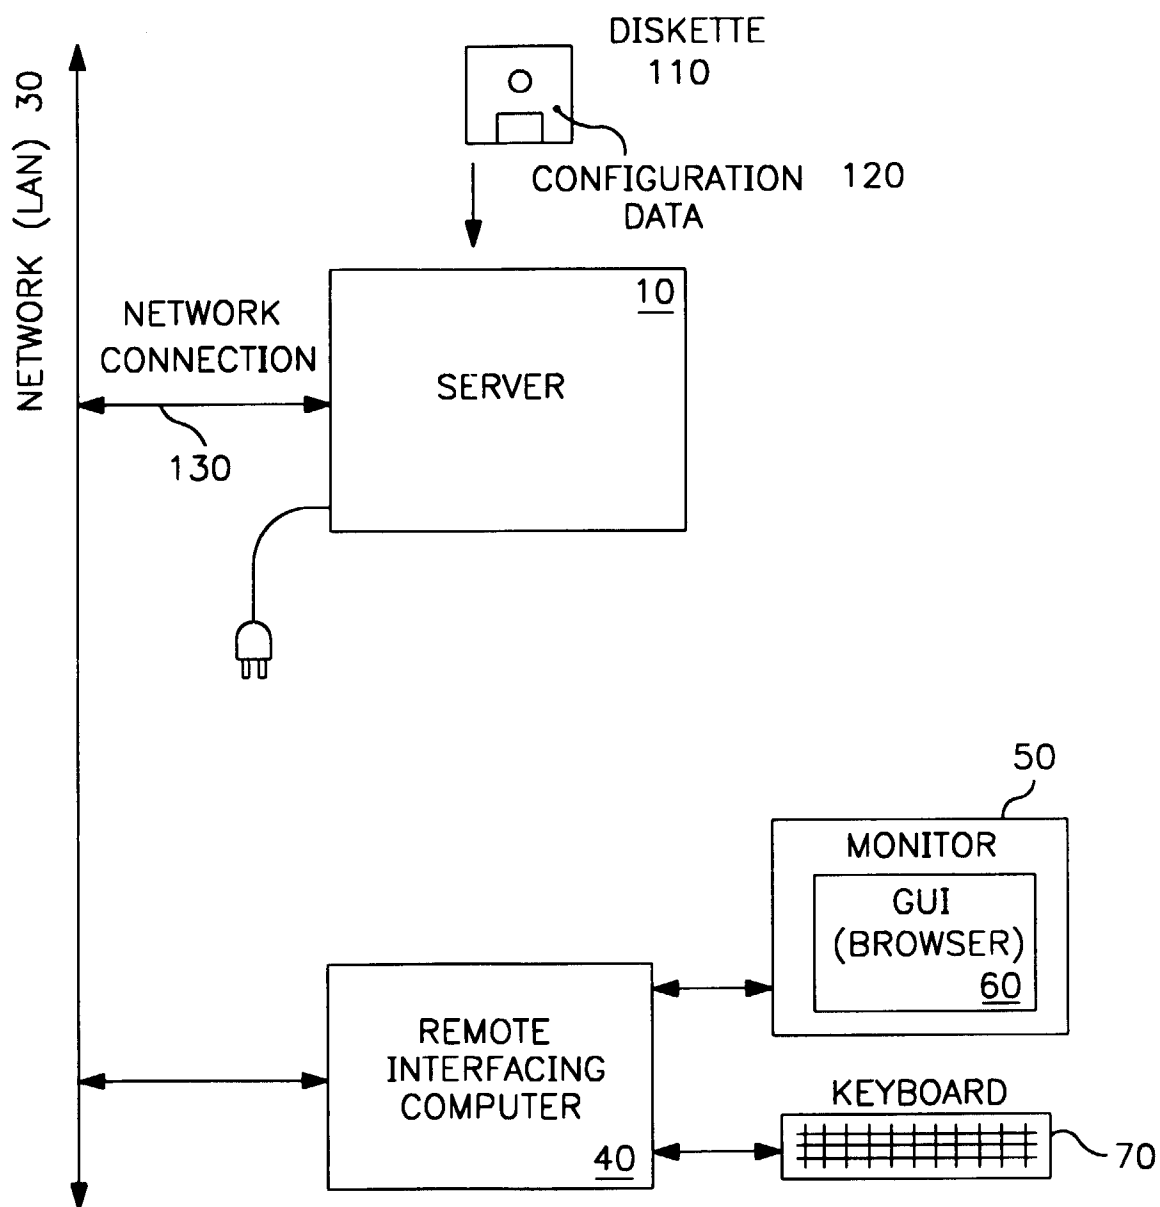 NETWORK (LAN) 30
DISKETTE
110
CONFIGURATION 120
DATA
10
NETWORK
CONNECTION
SERVER
130
50
MONITOR
GUI
(BROWSER)
60
REMOTE
INTERFACING
COMPUTER
40
KEYBOARD
70